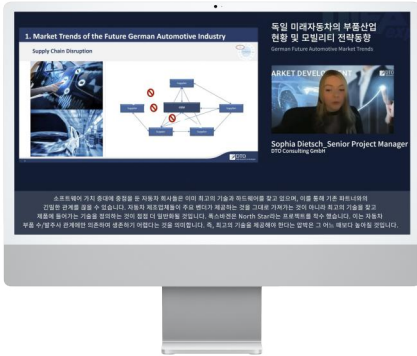 1. Market Trends of the Future German Automotive Industry
Supply Chain Disruption
Supplier
Supplier
OEM
Supplier
Supplier
Supplier
DTO
독일 미래자동차의 부품산업
현황 및 모빌리티 전략동향
German Future Automotive Market Trends
ARKET DEVELOPMENT
DTO
Sophia Dietsch_Senior Project Manager
DTO Consulting GmbH
소프트웨어 가치 증대에 중점을 둔 자동차 회사들은 이미 최고의 기술과 하드웨어를 찾고 있으며, 이를 통해 기존 파트너와의
긴밀한 관계를 끊을 수 있습니다. 자동차 제조업체들이 주요 벤더가 제공하는 것을 그대로 가져가는 것이 아니라 최고의 기술을 찾고
제품에 들어가는 기술을 정의하는 것이 점점 더 일반화될 것입니다. 폭스바겐은 North Star라는 프로젝트를 착수 했습니다. 이는 자동차
부품 수/발주사 관계에만 의존하여 생존하기 어렵다는 것을 의미합니다. 즉, 최고의 기술을 제공해야 한다는 압박은 그 어느 때보다 높아질 것입니다.